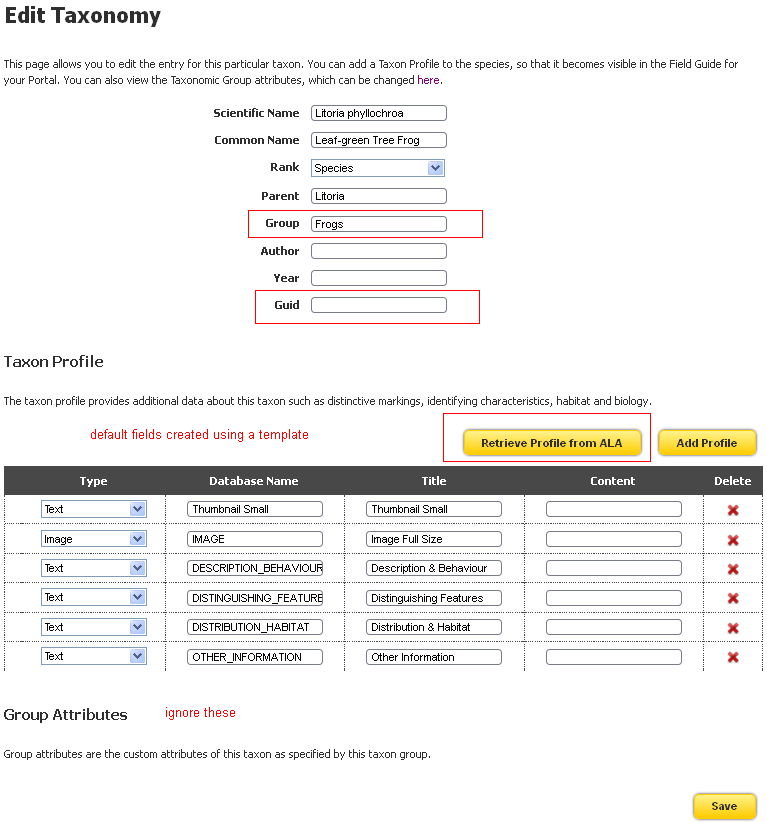 Edit Taxonomy
This page allows you to edit the entry for this particular taxon. You can add a Taxon Profile to the species, so that it becomes visible in the Field Guide for
your Portal. You can also view the Taxonomic Group attributes, which can be changed here.
Scientific Name Litoria phyllochroa
Common Name Leaf-green Tree Frog
Rank Species
Parent Litoria
Group Frogs
Author
Year
Guid
Taxon Profile
The taxon profile provides additional data about this taxon such as distinctive markings, identifying characteristics, habitat and biology.
default fields created using a template Retrieve Profile from ALA Add Profile
Type Database Name Title Content Delete
Text Thumbnail Small Thumbnail Small
Image IMAGE Image Full Size
Text DESCRIPTION_BEHAVIOUR Description & Behaviour
Text DISTINGUISHING_FEATURE Distinguishing Features
Text DISTRIBUTION_HABITAT Distribution & Habitat
Text OTHER_INFORMATION Other Information
Group Attributes ignore these
Group attributes are the custom attributes of this taxon as specified by this taxon group.
Save